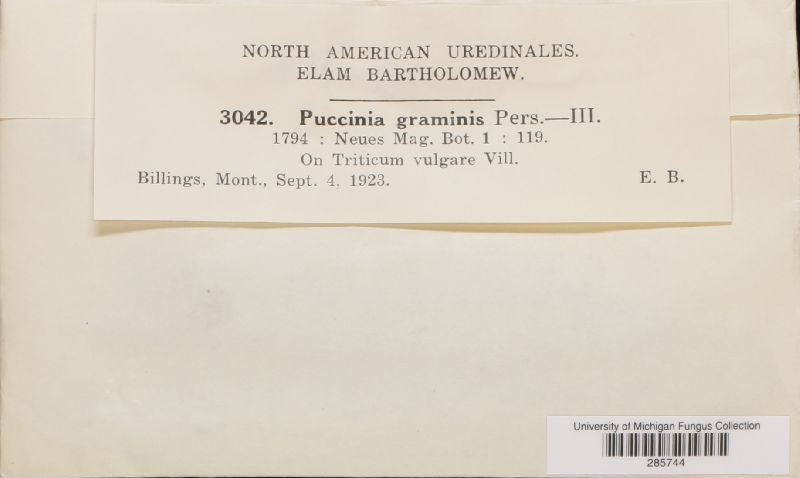 NORTH AMERICAN UREDINALES.
ELAM BARTHOLOMEW.
3042. Puccinia graminis Pers.—III.
1794 : Neues Mag. Bot. 1 : 119.
On Triticum vulgare Vill.
Billings, Mont., Sept. 4, 1923. E. B.
University of Michigan Fungus Collection
285744